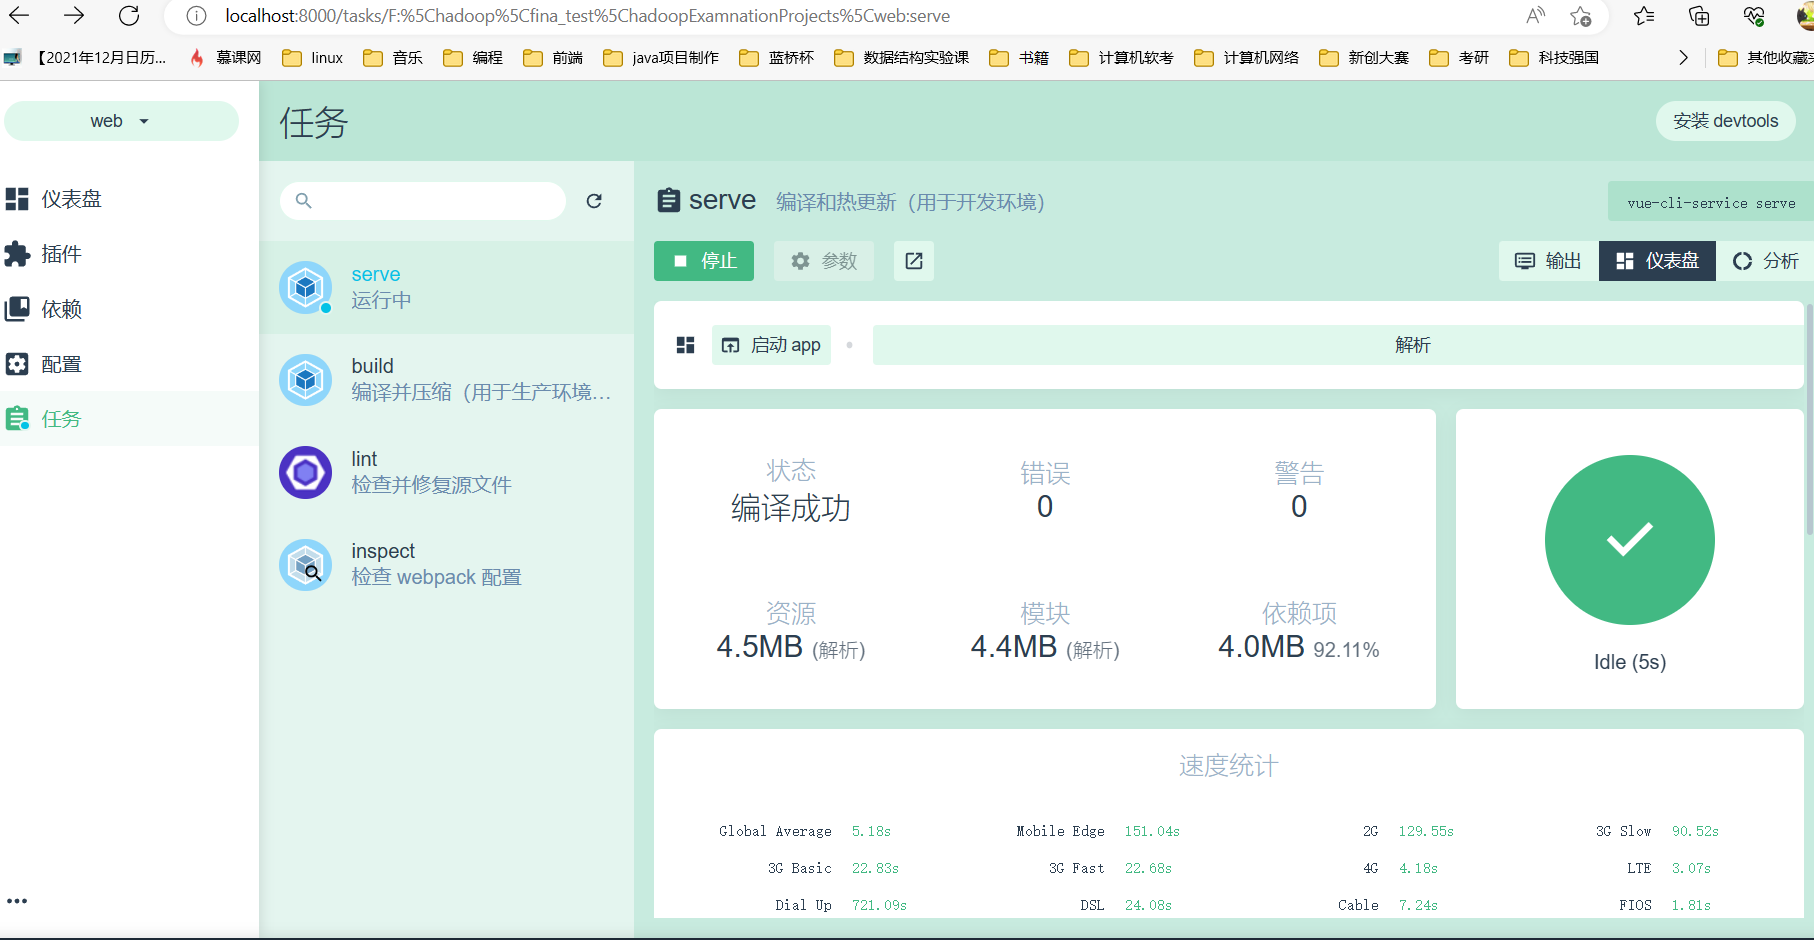 localhost:8000/tasks/F:%5Chadoop%5Cfina_test%5ChadoopExamnationProjects%5Cweb:serve
【2021年12月日历... 慕课网 linux 音乐 编程 前端 java项目制作 蓝桥杯 数据结构实验课 书籍 计算机软考 计算机网络 新创大赛 考研 科技强国 其他收藏
web
任务
安装 devtools
仪表盘
插件
依赖
配置
任务
serve
运行中
build
编译并压缩（用于生产环境...
lint
检查并修复源文件
inspect
检查 webpack 配置
serve 编译和热更新（用于开发环境）
vue-cli-service serve
停止 参数 输出 仪表盘 分析
启动 app 解析
状态 错误 警告
编译成功 0 0
资源 模块 依赖项
4.5MB (解析) 4.4MB (解析) 4.0MB 92.11%
Idle (5s)
速度统计
Global Average 5.18s Mobile Edge 151.04s 2G 129.55s 3G Slow 90.52s
3G Basic 22.83s 3G Fast 22.68s 4G 4.18s LTE 3.07s
Dial Up 721.09s DSL 24.08s Cable 7.24s FIOS 1.81s